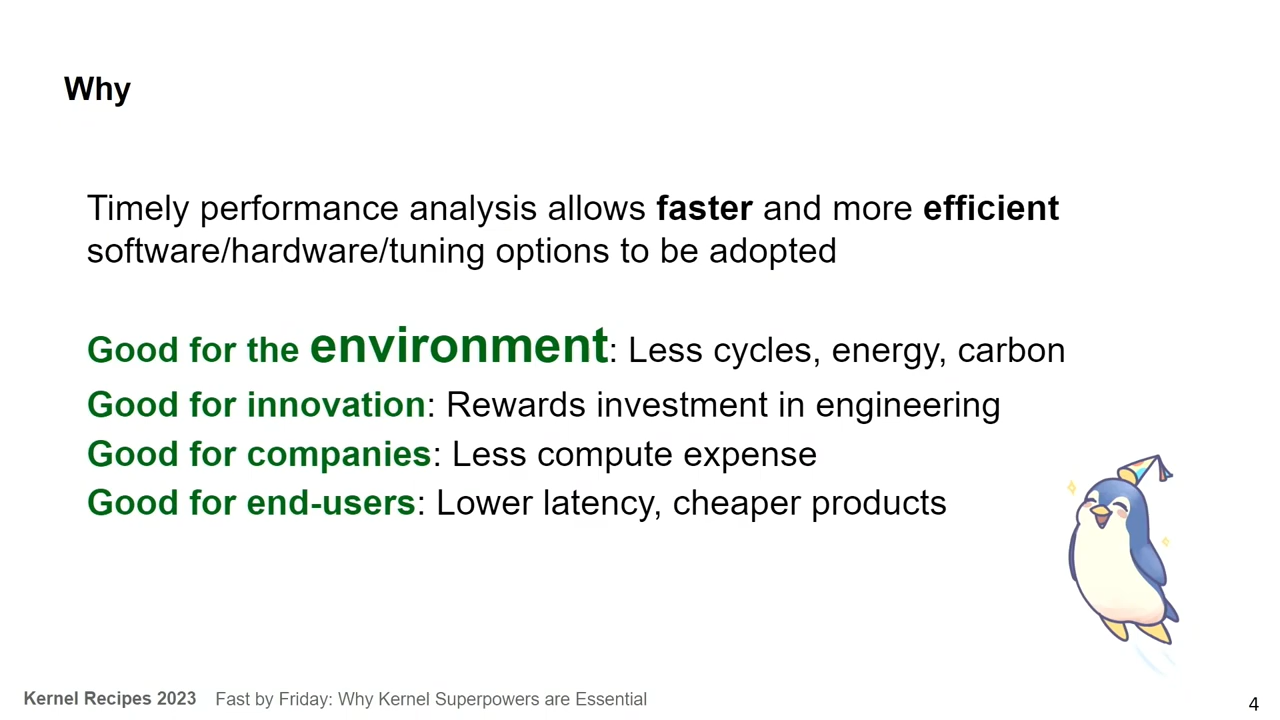 Why
Timely performance analysis allows faster and more efficient
software/hardware/tuning options to be adopted
Good for the environment: Less cycles, energy, carbon
Good for innovation: Rewards investment in engineering
Good for companies: Less compute expense
Good for end-users: Lower latency, cheaper products
Kernel Recipes 2023 Fast by Friday: Why Kernel Superpowers are Essential
4